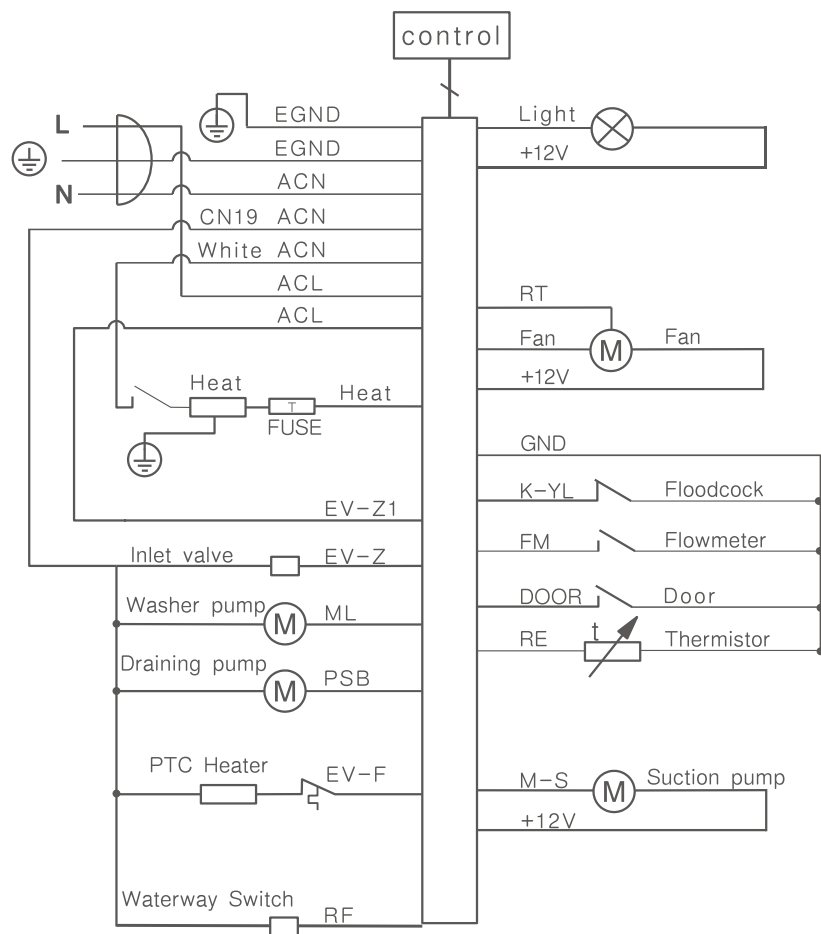 control
L
N
EGND
EGND
ACN
CN19 ACN
White ACN
ACL
ACL
Heat
T
FUSE
Heat
EV-Z1
Inlet valve
EV-Z
Washer pump
M
ML
Draining pump
M
PSB
PTC Heater
EV-F
Waterway Switch
RF
Light
+12V
RT
Fan
M
Fan
+12V
GND
K-YL
Floodcock
FM
Flowmeter
DOOR
Door
RE
t
Thermistor
M-S
M
Suction pump
+12V